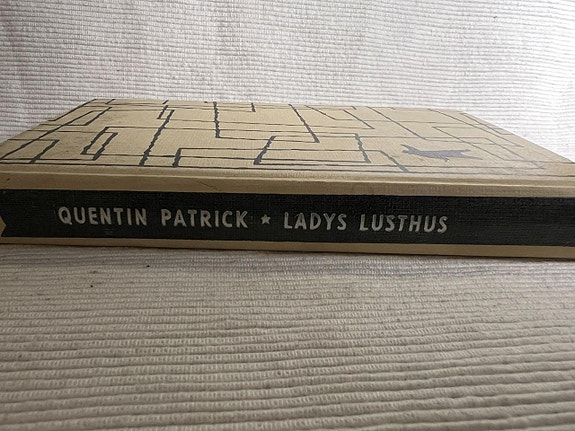 QUENTIN PATRICK ★ LADYS LUSTHUS